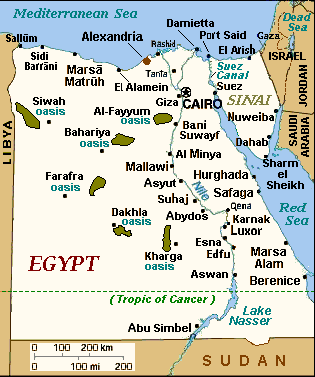 Mediterranean Sea
Damietta
Port Said
Dead
Sea
Alexandria
Rashid
Gaza
Sallūm
El Arish
Sidi
Barrāni
Marsā
Matrūh
El Alamein
Tanta
Suez
Canal
ISRAEL
JORDAN
Siwah
oasis
Al-Fayyum
oasis
Giza
CAIRO
Suez
SINAI
Nuweiba
SAUDI
ARABIA
LIBYA
Bahariya
oasis
Bani
Suwayf
Dahab
Al Minya
Sharm
el
Sheikh
Farafra
oasis
Mallawi
Hurghada
Asyut
Nile
Safaga
Red
Sea
Dakhla
oasis
Suhaj
Abydos
Qena
Karnak
Luxor
EGYPT
Kharga
oasis
Esna
Edfu
Marsa
Alam
Aswan
Berenice
( Tropic of Cancer )
Abu Simbel
Lake
Nasser
0 100 200 km
0 100 mi
SUDAN